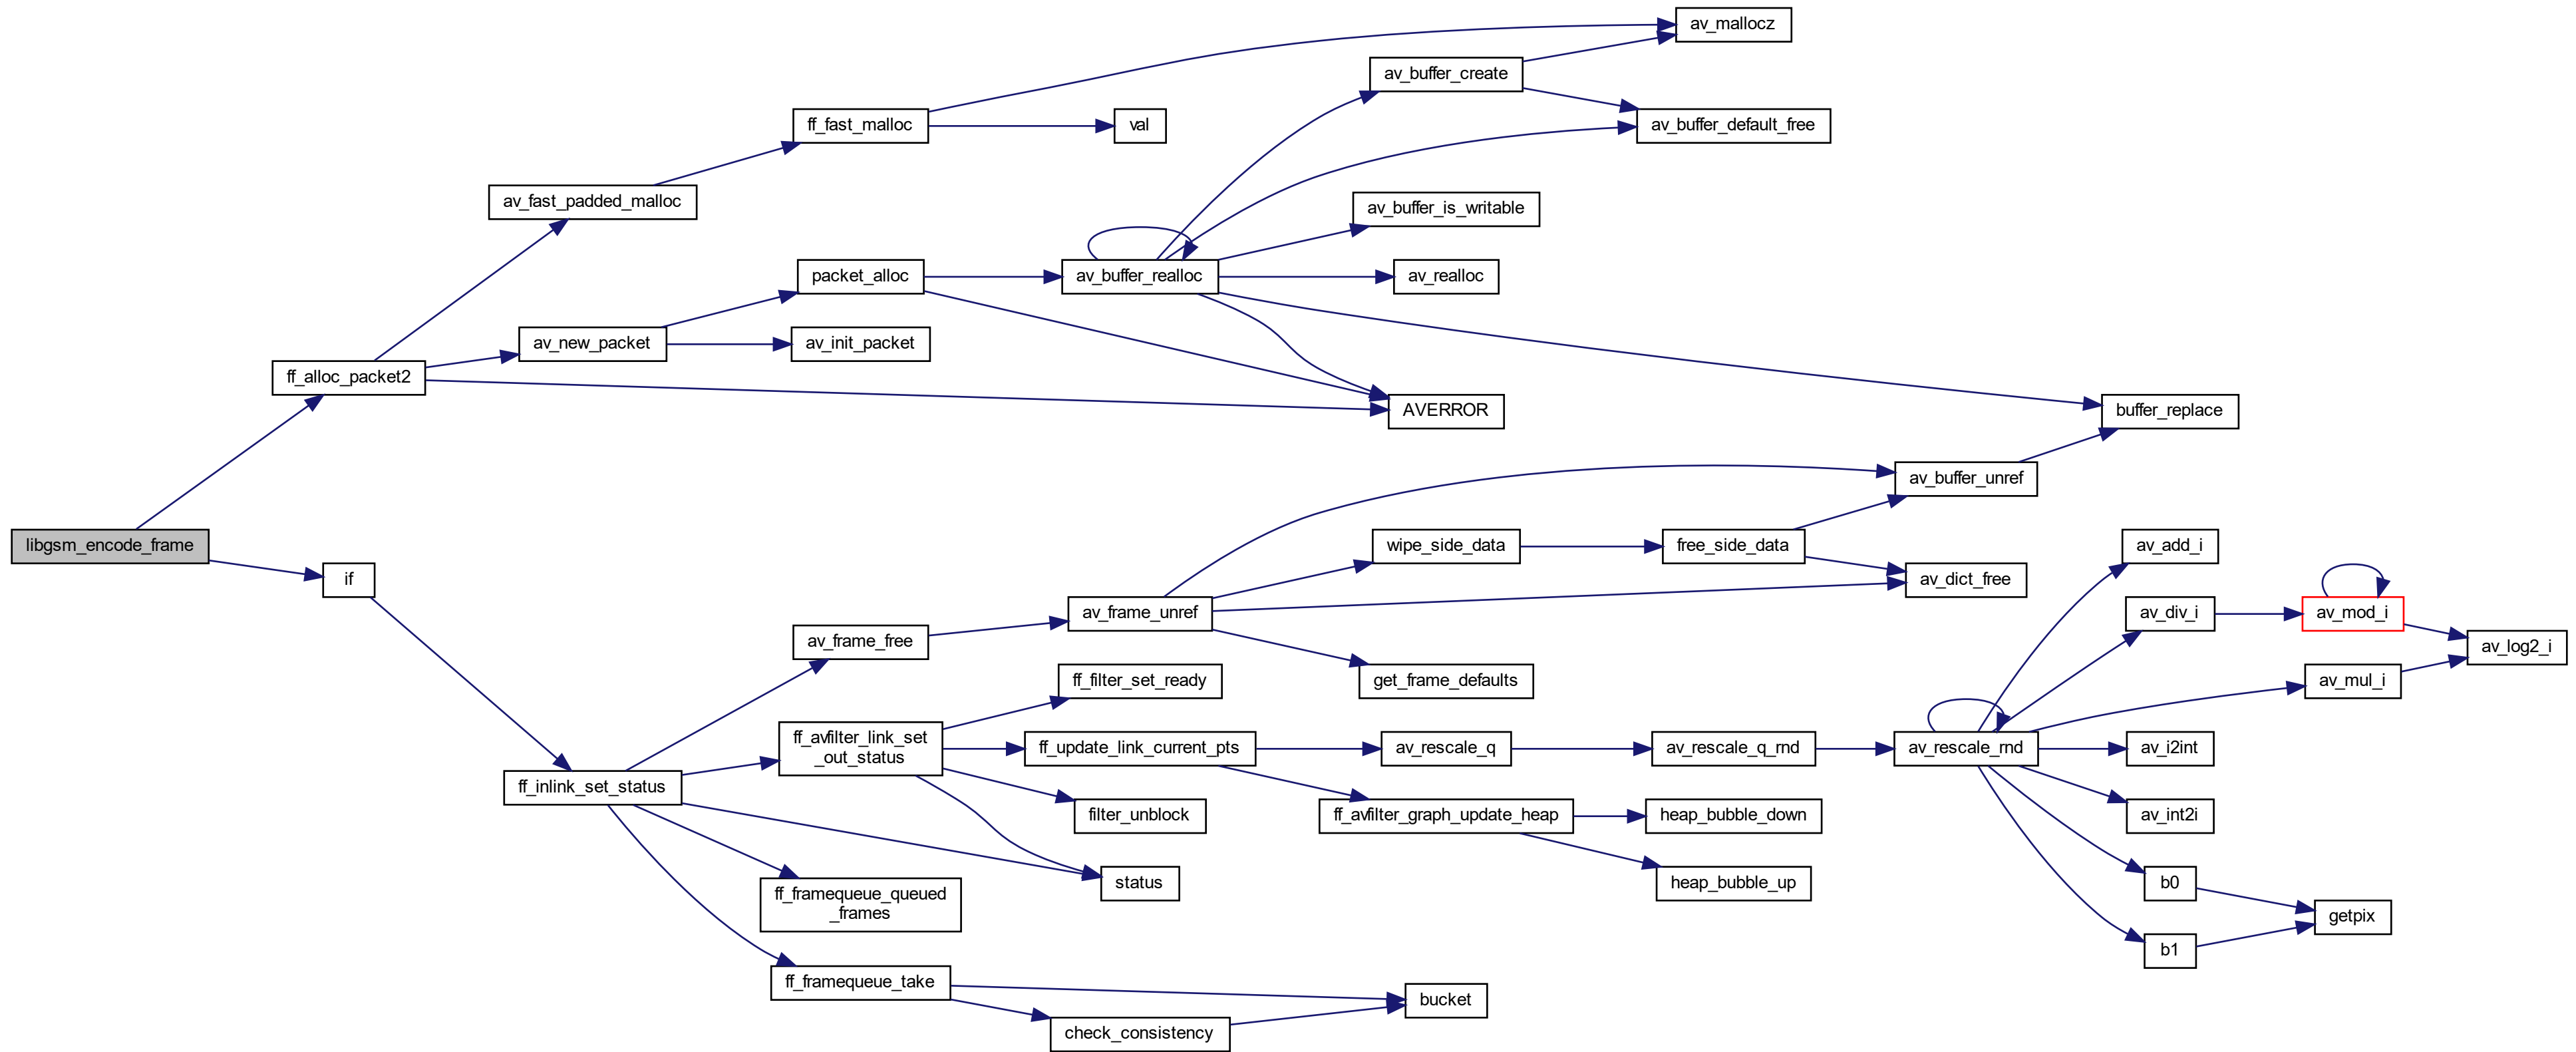 av_mallocz
av_buffer_create
ff_fast_malloc
val
av_buffer_default_free
av_fast_padded_malloc
av_buffer_is_writable
packet_alloc
av_buffer_realloc
av_realloc
av_new_packet
av_init_packet
ff_alloc_packet2
AVERROR
buffer_replace
av_buffer_unref
libgsm_encode_frame
wipe_side_data
free_side_data
av_add_i
if
av_dict_free
av_frame_unref
av_div_i
av_mod_i
av_frame_free
av_log2_i
ff_filter_set_ready
get_frame_defaults
av_mul_i
ff_avfilter_link_set
_out_status
ff_update_link_current_pts
av_rescale_q
av_rescale_q_rnd
av_rescale_rnd
av_i2int
ff_inlink_set_status
filter_unblock
ff_avfilter_graph_update_heap
heap_bubble_down
av_int2i
status
heap_bubble_up
b0
ff_framequeue_queued
_frames
getpix
b1
ff_framequeue_take
bucket
check_consistency